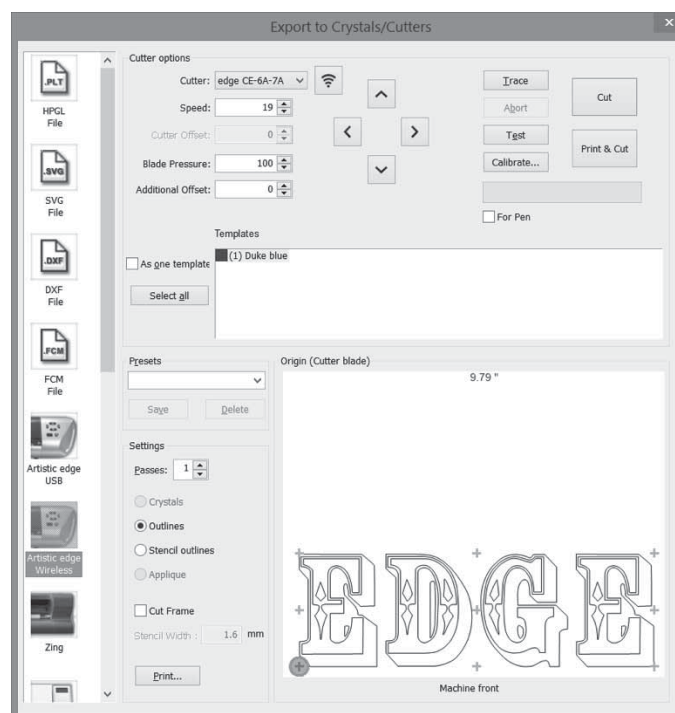 Export to Crystals/Cutters
×
.PLT
HPGL
File
.SVG
SVG
File
.DXF
DXF
File
.FCM
FCM
File
Artistic edge
USB
Artistic edge
Wireless
Zing
Cutter options
Cutter: edge CE-6A-7A
Speed: 19
Cutter Offset: 0
Blade Pressure: 100
Additional Offset: 0
Trace
Abort
Test
Calibrate...
Cut
Print & Cut
For Pen
Templates
As one template
(1) Duke blue
Select all
Presets
Save Delete
Settings
Passes: 1
Crystals
Outlines
Stencil outlines
Applique
Cut Frame
Stencil Width : 1.6 mm
Print...
Origin (Cutter blade)
9.79 "
EDGE
Machine front